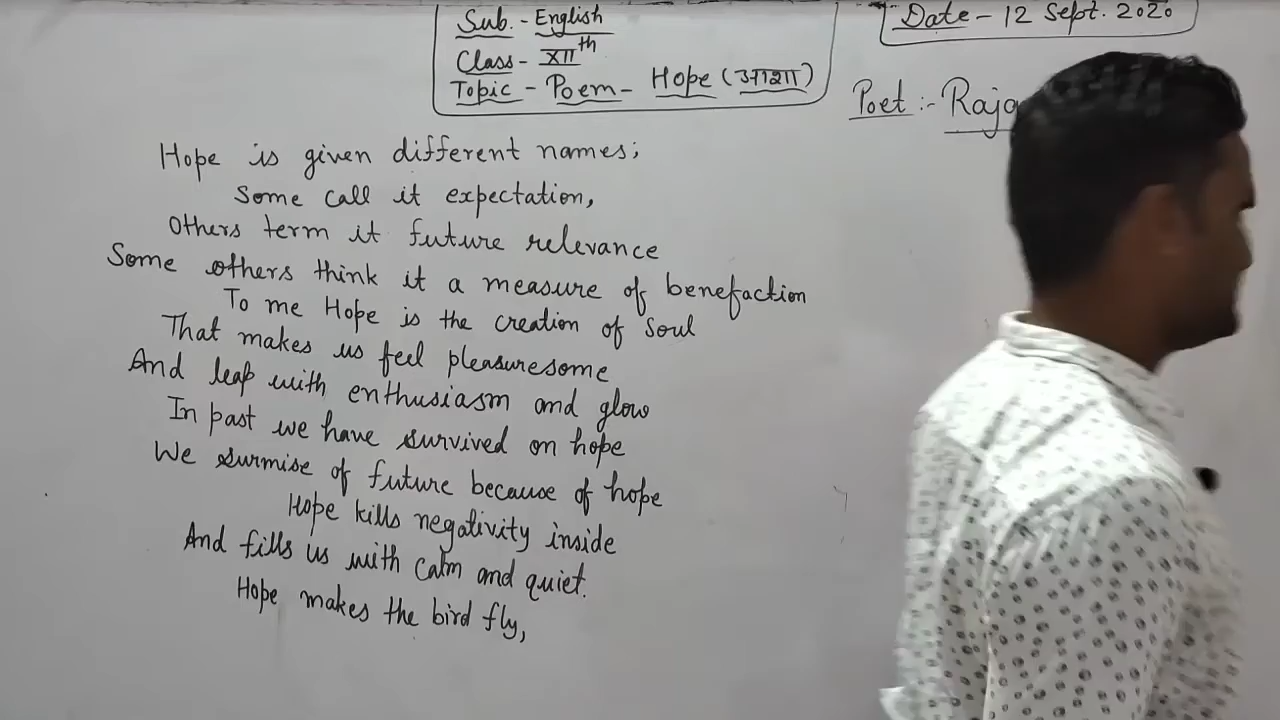 Sub. - English
Class - XIIth
Topic - Poem - Hope (आशा)
Date - 12 Sept. 2020
Poet :-
Hope is given different names;
Some call it expectation,
Others term it future relevance
Some others think it a measure of benefaction
To me Hope is the creation of Soul
That makes us feel pleasuresome
And leap with enthusiasm and glow
In past we have survived on hope
We surmise of future because of hope
Hope kills negativity inside
And fills us with calm and quiet.
Hope makes the bird fly,